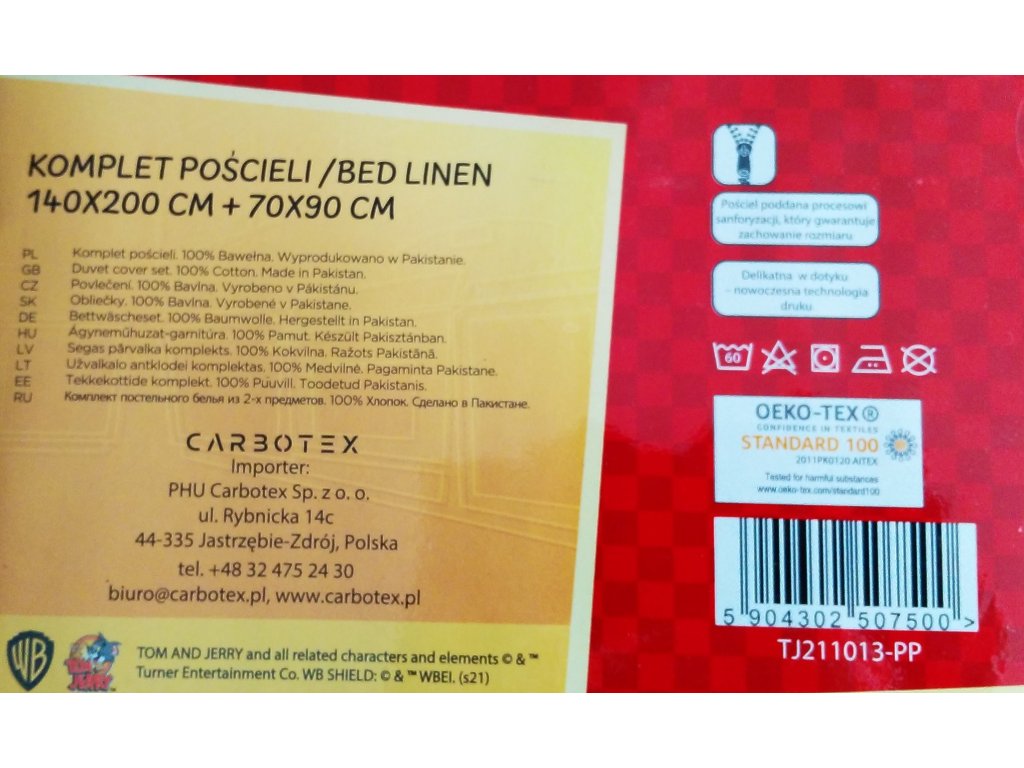 KOMPLET POŚCIELI /BED LINEN
140X200 CM + 70X90 CM
PL Komplet pościeli. 100% Bawełna. Wyprodukowano w Pakistanie.
GB Duvet cover set. 100% Cotton. Made in Pakistan.
CZ Povlečení. 100% Bavlna. Vyrobeno v Pákistánu.
SK Obliečky. 100% Bavlna. Vyrobené v Pakistane.
DE Bettwäscheset. 100% Baumwolle. Hergestellt in Pakistan.
HU Ágyneműhuzat-garnitúra. 100% Pamut. Készült Pakisztánban.
LV Segas pārvalka komplekts. 100% Kokvilna. Ražots Pakistānā.
LT Užvalkalo antklodei komplektas. 100% Medvilnė. Pagaminta Pakistane.
EE Tekkekottide komplekt. 100% Puuvill. Toodetud Pakistanis.
RU Комплект постельного белья из 2-х предметов. 100% Хлопок. Сделано в Пакистане.
CARBOTEX
Importer:
PHU Carbotex Sp. z o. o.
ul. Rybnicka 14c
44-335 Jastrzębie-Zdrój, Polska
tel. +48 32 475 24 30
biuro@carbotex.pl, www.carbotex.pl
WB
TOM AND JERRY and all related characters and elements © & ™
Turner Entertainment Co. WB SHIELD: © & ™ WBEI. (s21)
Pościel poddana procesowi
sanforyzacji, który gwarantuje
zachowanie rozmiaru
Delikatna w dotyku
- nowoczesna technologia
druku
60
OEKO-TEX®
CONFIDENCE IN TEXTILES
STANDARD 100
2011PK0120 AITEX
Tested for harmful substances
www.oeko-tex.com/standard100
5 904302 507500 >
TJ211013-PP